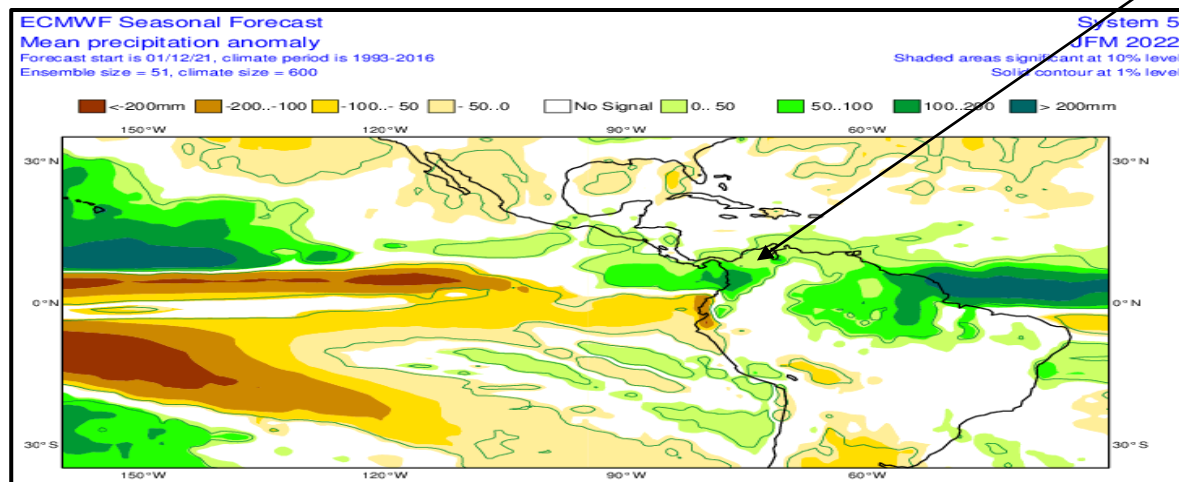 ECMWF Seasonal Forecast System 5
Mean precipitation anomaly JFM 2022
Forecast start is 01/12/21, climate period is 1993-2016 Shaded areas significant at 10% level
Ensemble size = 51, climate size = 600 Solid contour at 1% level
<-200mm -200..-100 -100..- 50 - 50..0 No Signal 0.. 50 50..100 100..200 > 200mm
150°W 120°W 90°W 60°W
30°N 30°N
0°N 0°N
30°S 30°S
150°W 120°W 90°W 60°W